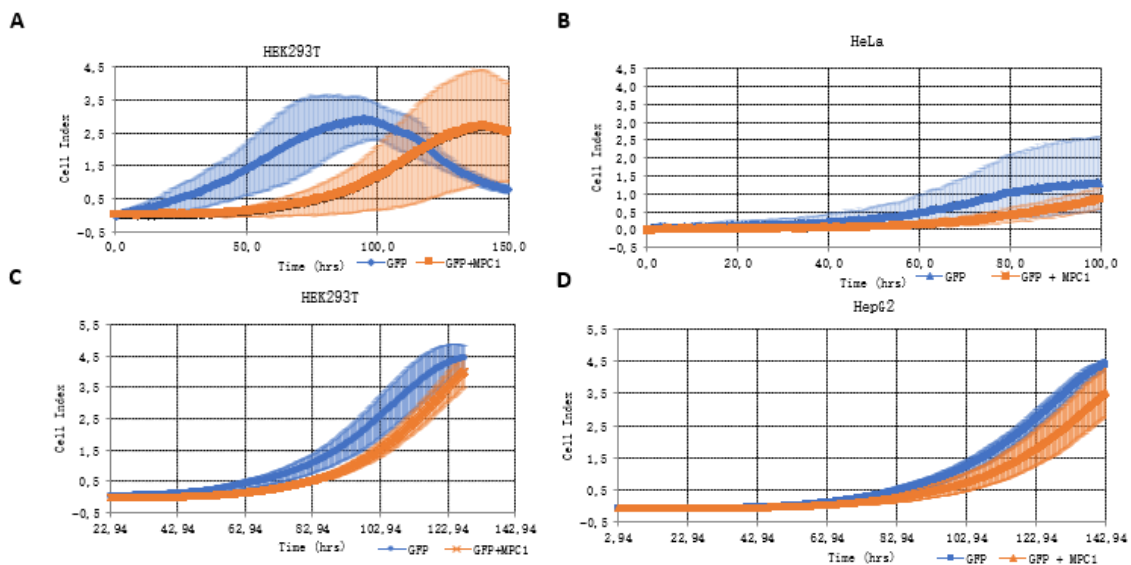 A
HEK293T
4,5
3,5
2,5
1,5
0,5
-0,5
Cell Index
0,0 50,0 100,0 150,0
Time (hrs)
GFP GFP+MPC1
B
HeLa
4,5
4,0
3,5
3,0
2,5
2,0
1,5
1,0
0,5
0,0
-0,5
Cell Index
0,0 20,0 40,0 60,0 80,0 100,0
Time (hrs)
GFP GFP + MPC1
C
HEK293T
5,5
4,5
3,5
2,5
1,5
0,5
-0,5
Cell Index
22,94 42,94 62,94 82,94 102,94 122,94 142,94
Time (hrs)
GFP GFP+MPC1
D
HepG2
5,5
4,5
3,5
2,5
1,5
0,5
-0,5
Cell Index
2,94 22,94 42,94 62,94 82,94 102,94 122,94 142,94
Time (hrs)
GFP GFP + MPC1